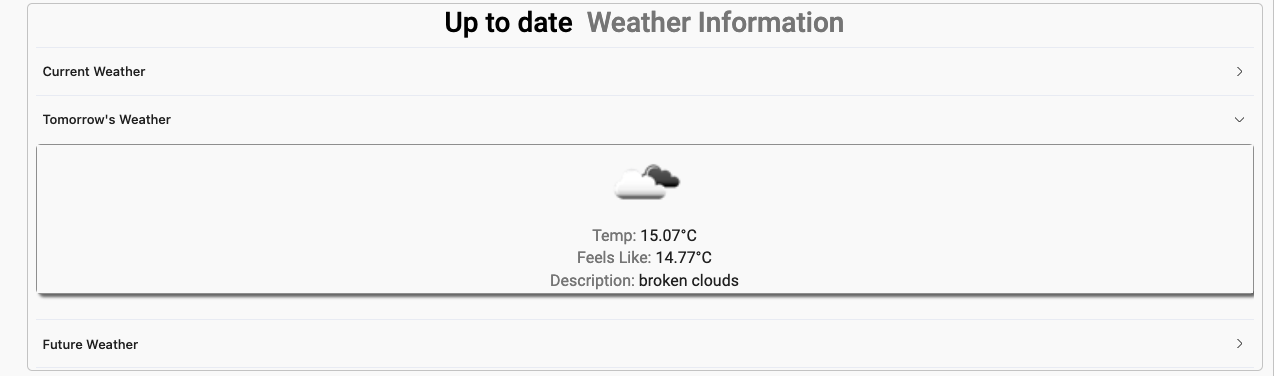 Up to date Weather Information
Current Weather
Tomorrow's Weather
Temp: 15.07°C
Feels Like: 14.77°C
Description: broken clouds
Future Weather